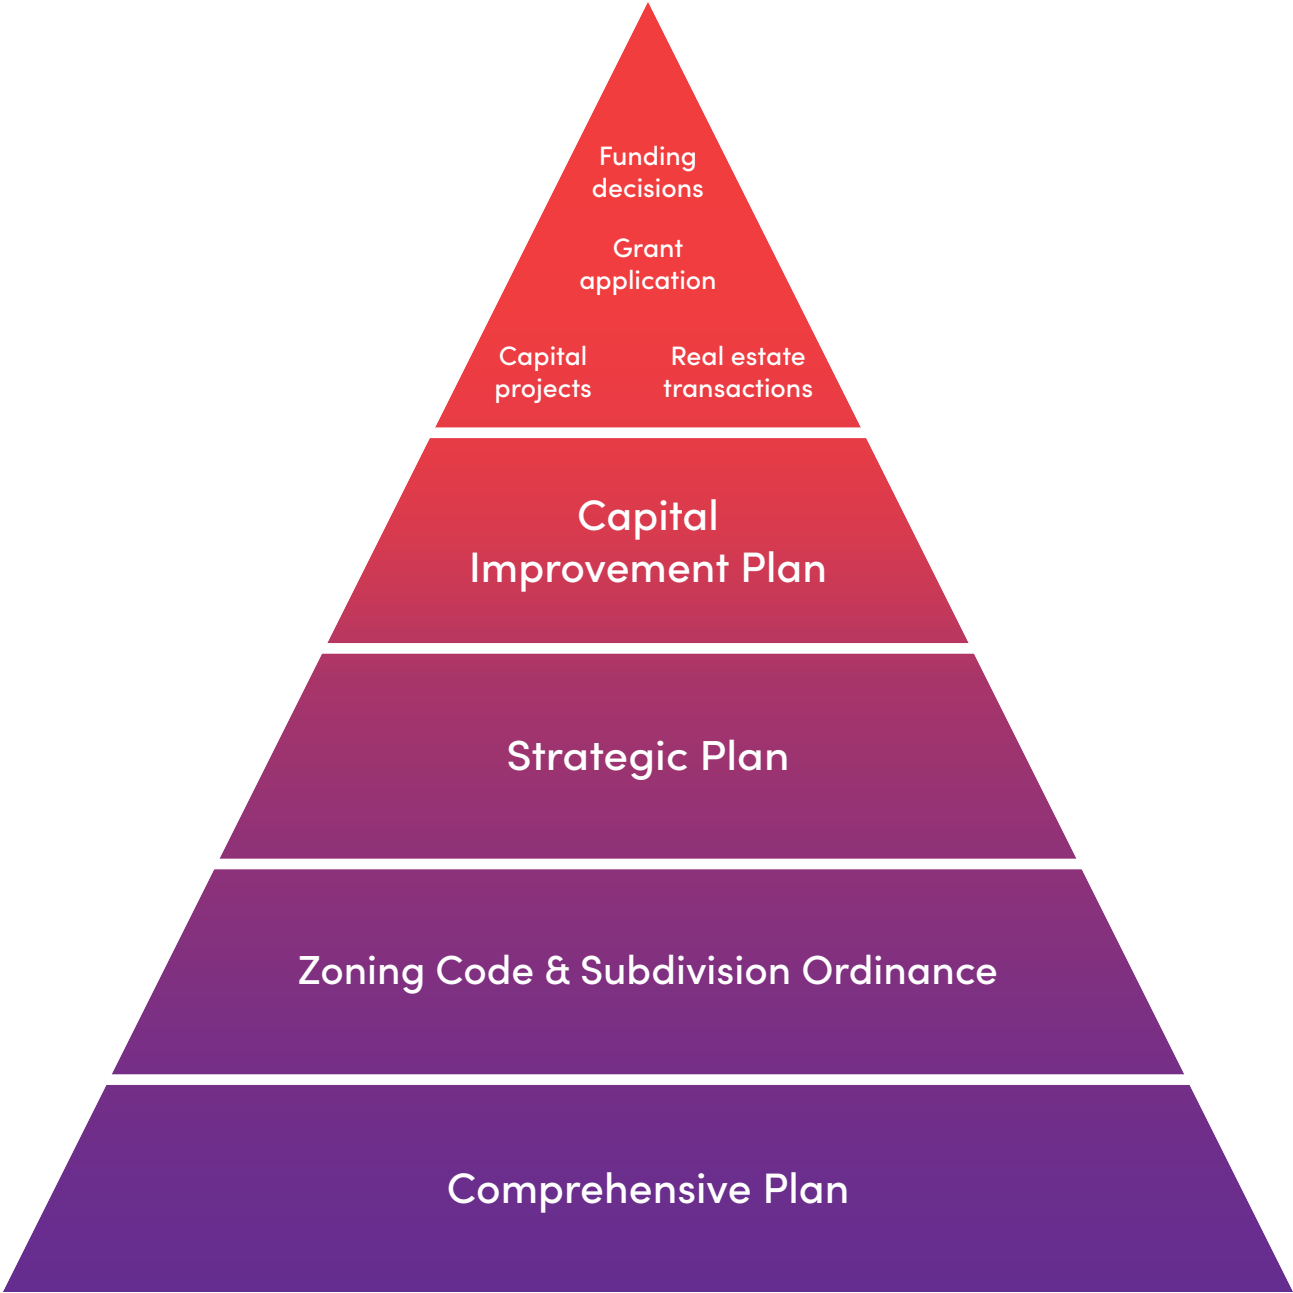 Funding
decisions
Grant
application
Capital
projects
Real estate
transactions
Capital
Improvement Plan
Strategic Plan
Zoning Code & Subdivision Ordinance
Comprehensive Plan